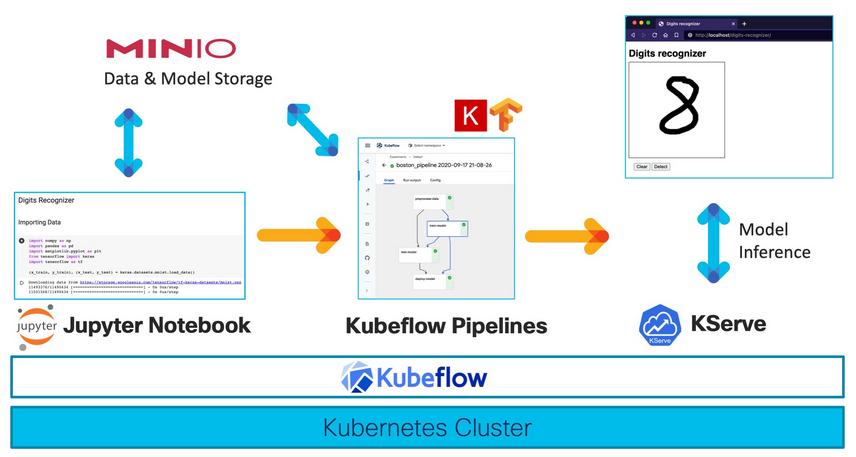 MINIO
Data & Model Storage
Digits recognizer
http://localhost/digits-recognizer/
Digits recognizer
8
Clear Detect
K
Kubeflow
Select namespace
Experiments > Default
boston_pipeline 2020-09-17 21-08-26
Graph Run output Config
preprocess-data
train-model
test-model
deploy-model
Digits Recognizer
Importing Data
import numpy as np
import pandas as pd
import matplotlib.pyplot as plt
from tensorflow import keras
import tensorflow as tf
(x_train, y_train), (x_test, y_test) = keras.datasets.mnist.load_data()
Downloading data from https://storage.googleapis.com/tensorflow/tf-keras-datasets/mnist.npz
Model
Inference
jupyter
Jupyter Notebook
Kubeflow Pipelines
KServe
KServe
Kubeflow
Kubernetes Cluster